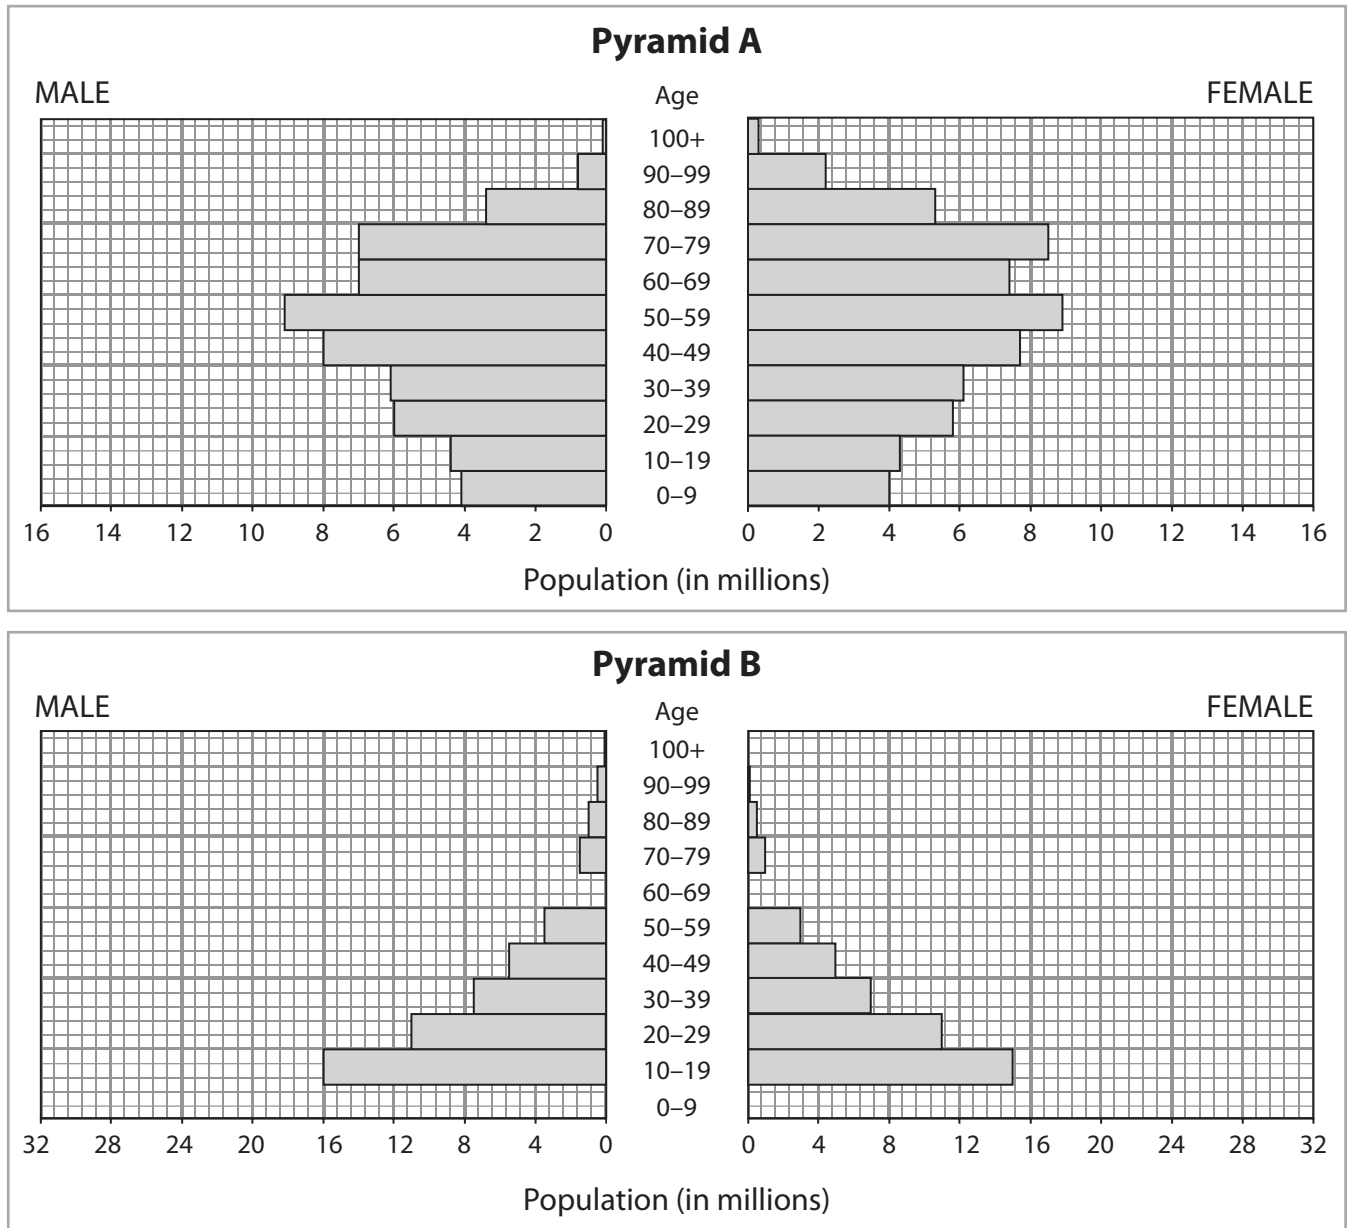 Pyramid A
MALE Age FEMALE
100+
90–99
80–89
70–79
60–69
50–59
40–49
30–39
20–29
10–19
0–9
16 14 12 10 8 6 4 2 0 0 2 4 6 8 10 12 14 16
Population (in millions)
Pyramid B
MALE Age FEMALE
100+
90–99
80–89
70–79
60–69
50–59
40–49
30–39
20–29
10–19
0–9
32 28 24 20 16 12 8 4 0 0 4 8 12 16 20 24 28 32
Population (in millions)